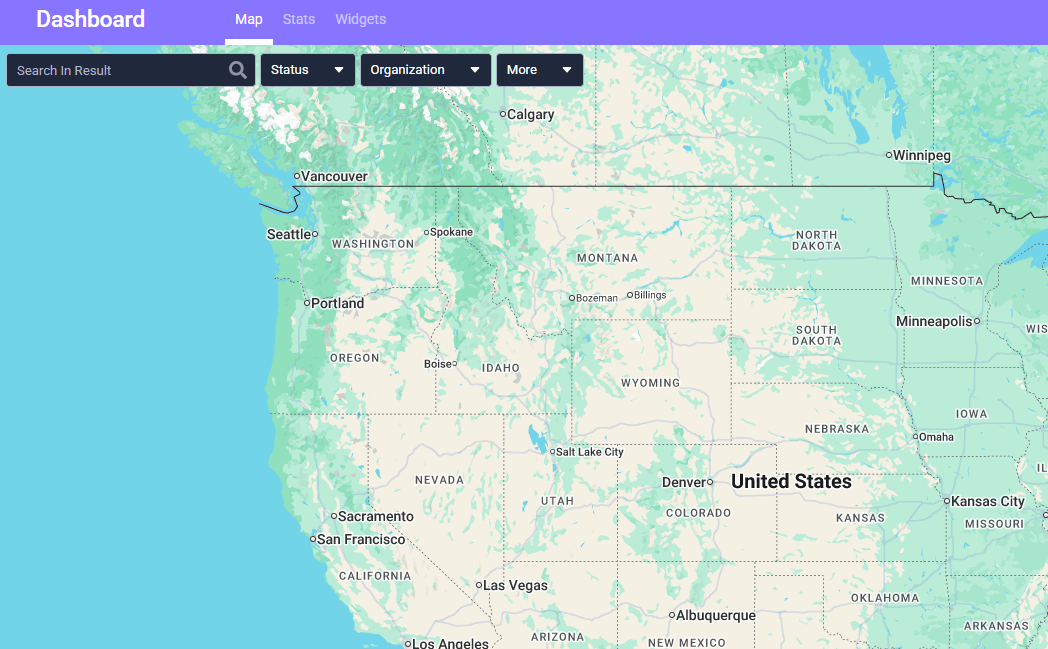 Dashboard
Map
Stats
Widgets
Search In Result
Status
Organization
More
Calgary
Winnipeg
Vancouver
Seattle
WASHINGTON
Spokane
NORTH
DAKOTA
MONTANA
MINNESOTA
Bozeman
Billings
Portland
Minneapolis
WIS
SOUTH
DAKOTA
OREGON
Boise
IDAHO
WYOMING
IOWA
NEBRASKA
Omaha
Salt Lake City
IL
NEVADA
Denver
United States
UTAH
Kansas City
COLORADO
KANSAS
MISSOURI
Sacramento
San Francisco
CALIFORNIA
Las Vegas
OKLAHOMA
Albuquerque
ARKANSAS
ARIZONA
NEW MEXICO
Los Angeles